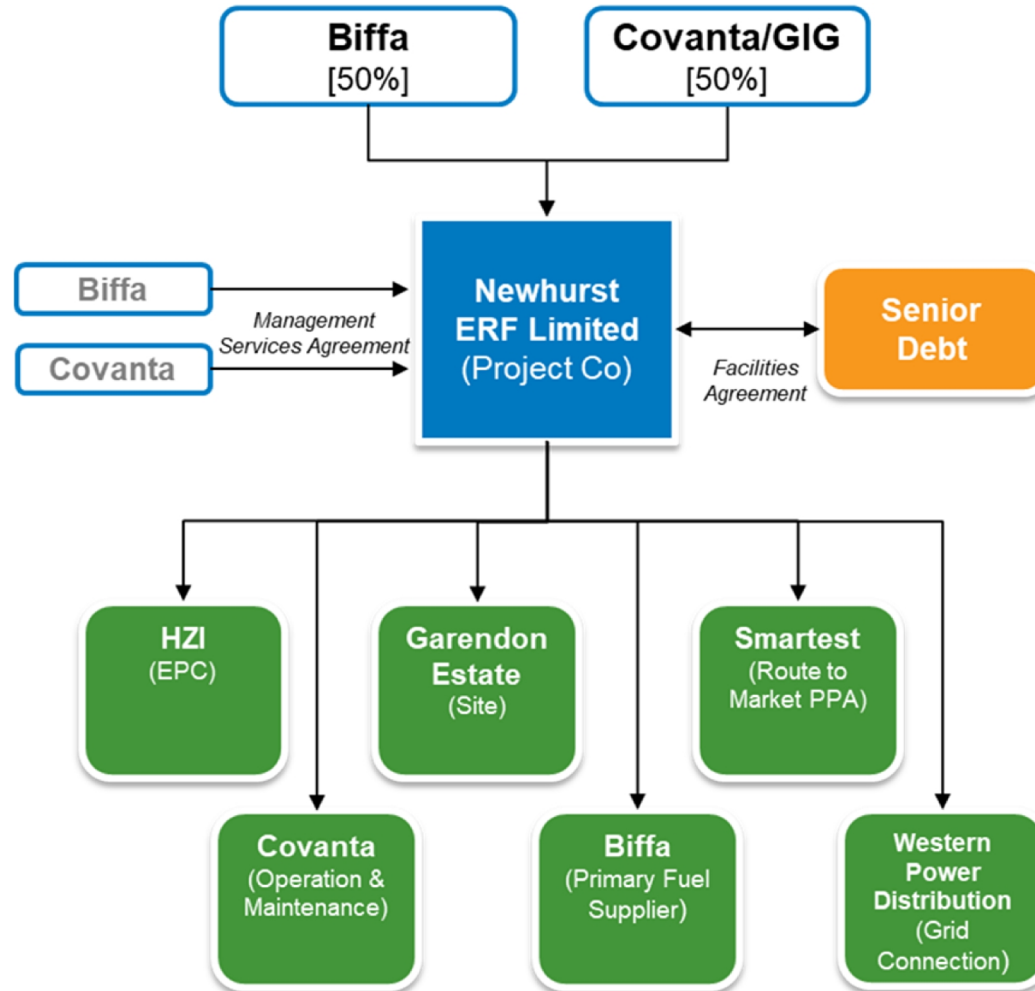 Biffa
[50%]
Covanta/GIG
[50%]
Biffa
Covanta
Management
Services Agreement
Newhurst
ERF Limited
(Project Co)
Facilities
Agreement
Senior
Debt
HZI
(EPC)
Garendon
Estate
(Site)
Smartest
(Route to
Market PPA)
Covanta
(Operation &
Maintenance)
Biffa
(Primary Fuel
Supplier)
Western
Power
Distribution
(Grid
Connection)